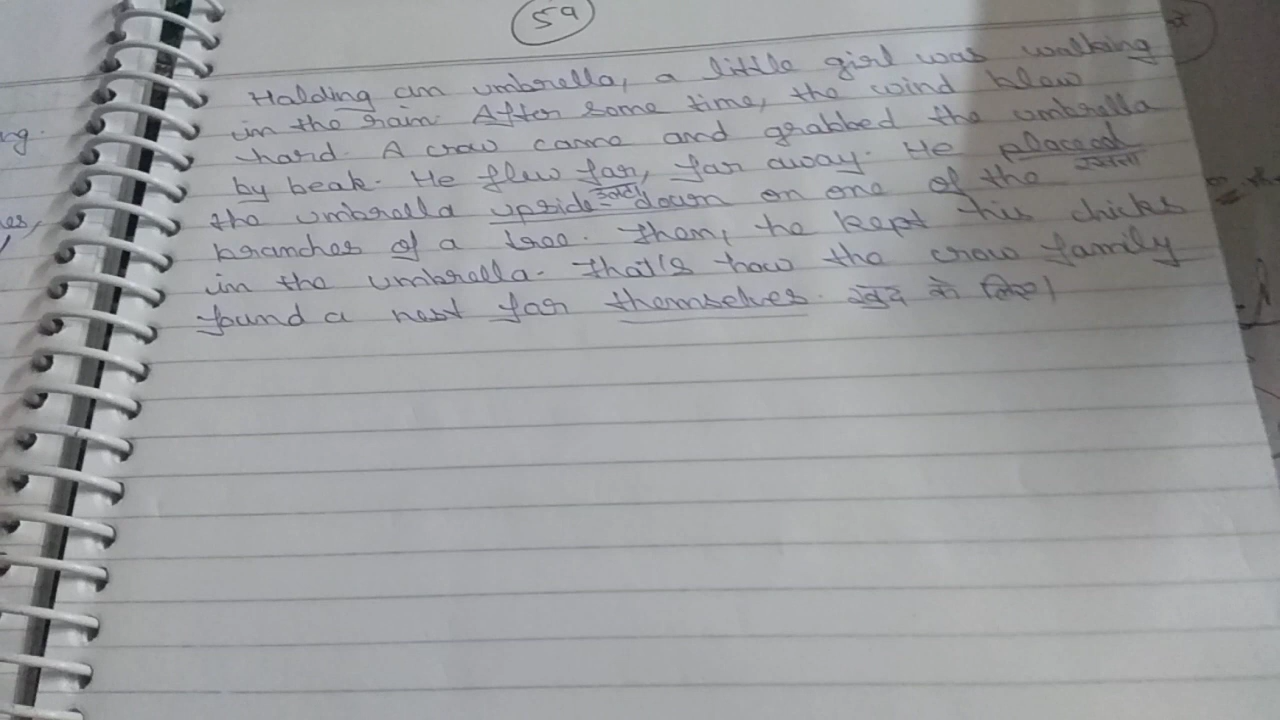 59
Holding an umbrella, a little girl was walking
in the rain. After some time, the wind blew
hard. A crow came and grabbed the umbrella
by beak. He flew far, far away. He placed
रखना
उल्टा
the umbrella upside-down on one of the
branches of a tree. Then, he kept his chicks
in the umbrella. That's how the crow family
found a nest for themselves. खुद के लिए।
ng.